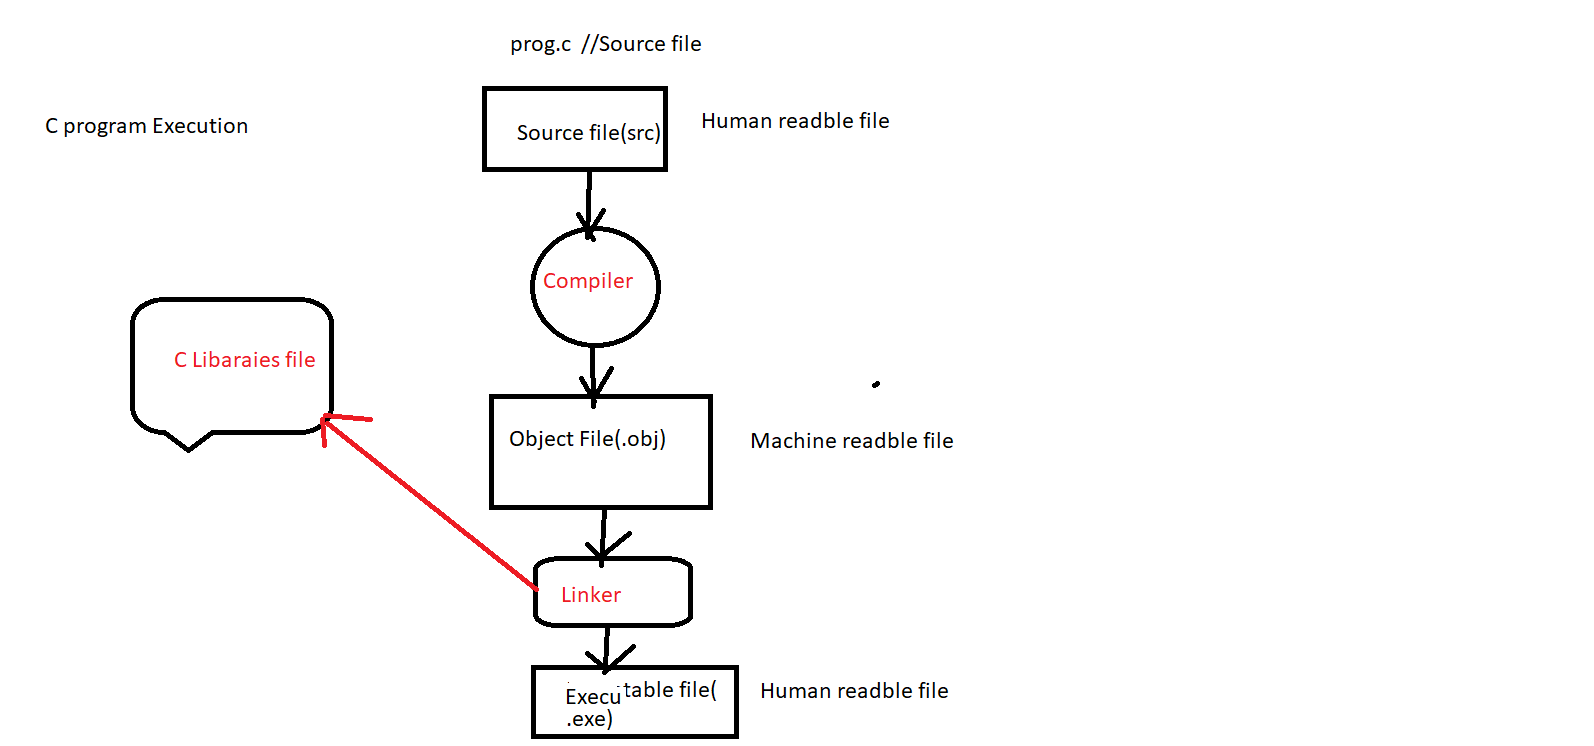 prog.c //Source file
C program Execution
Source file(src)
Human readble file
Compiler
C Libaraies file
Object File(.obj)
Machine readble file
Linker
Executable file(
.exe)
Human readble file